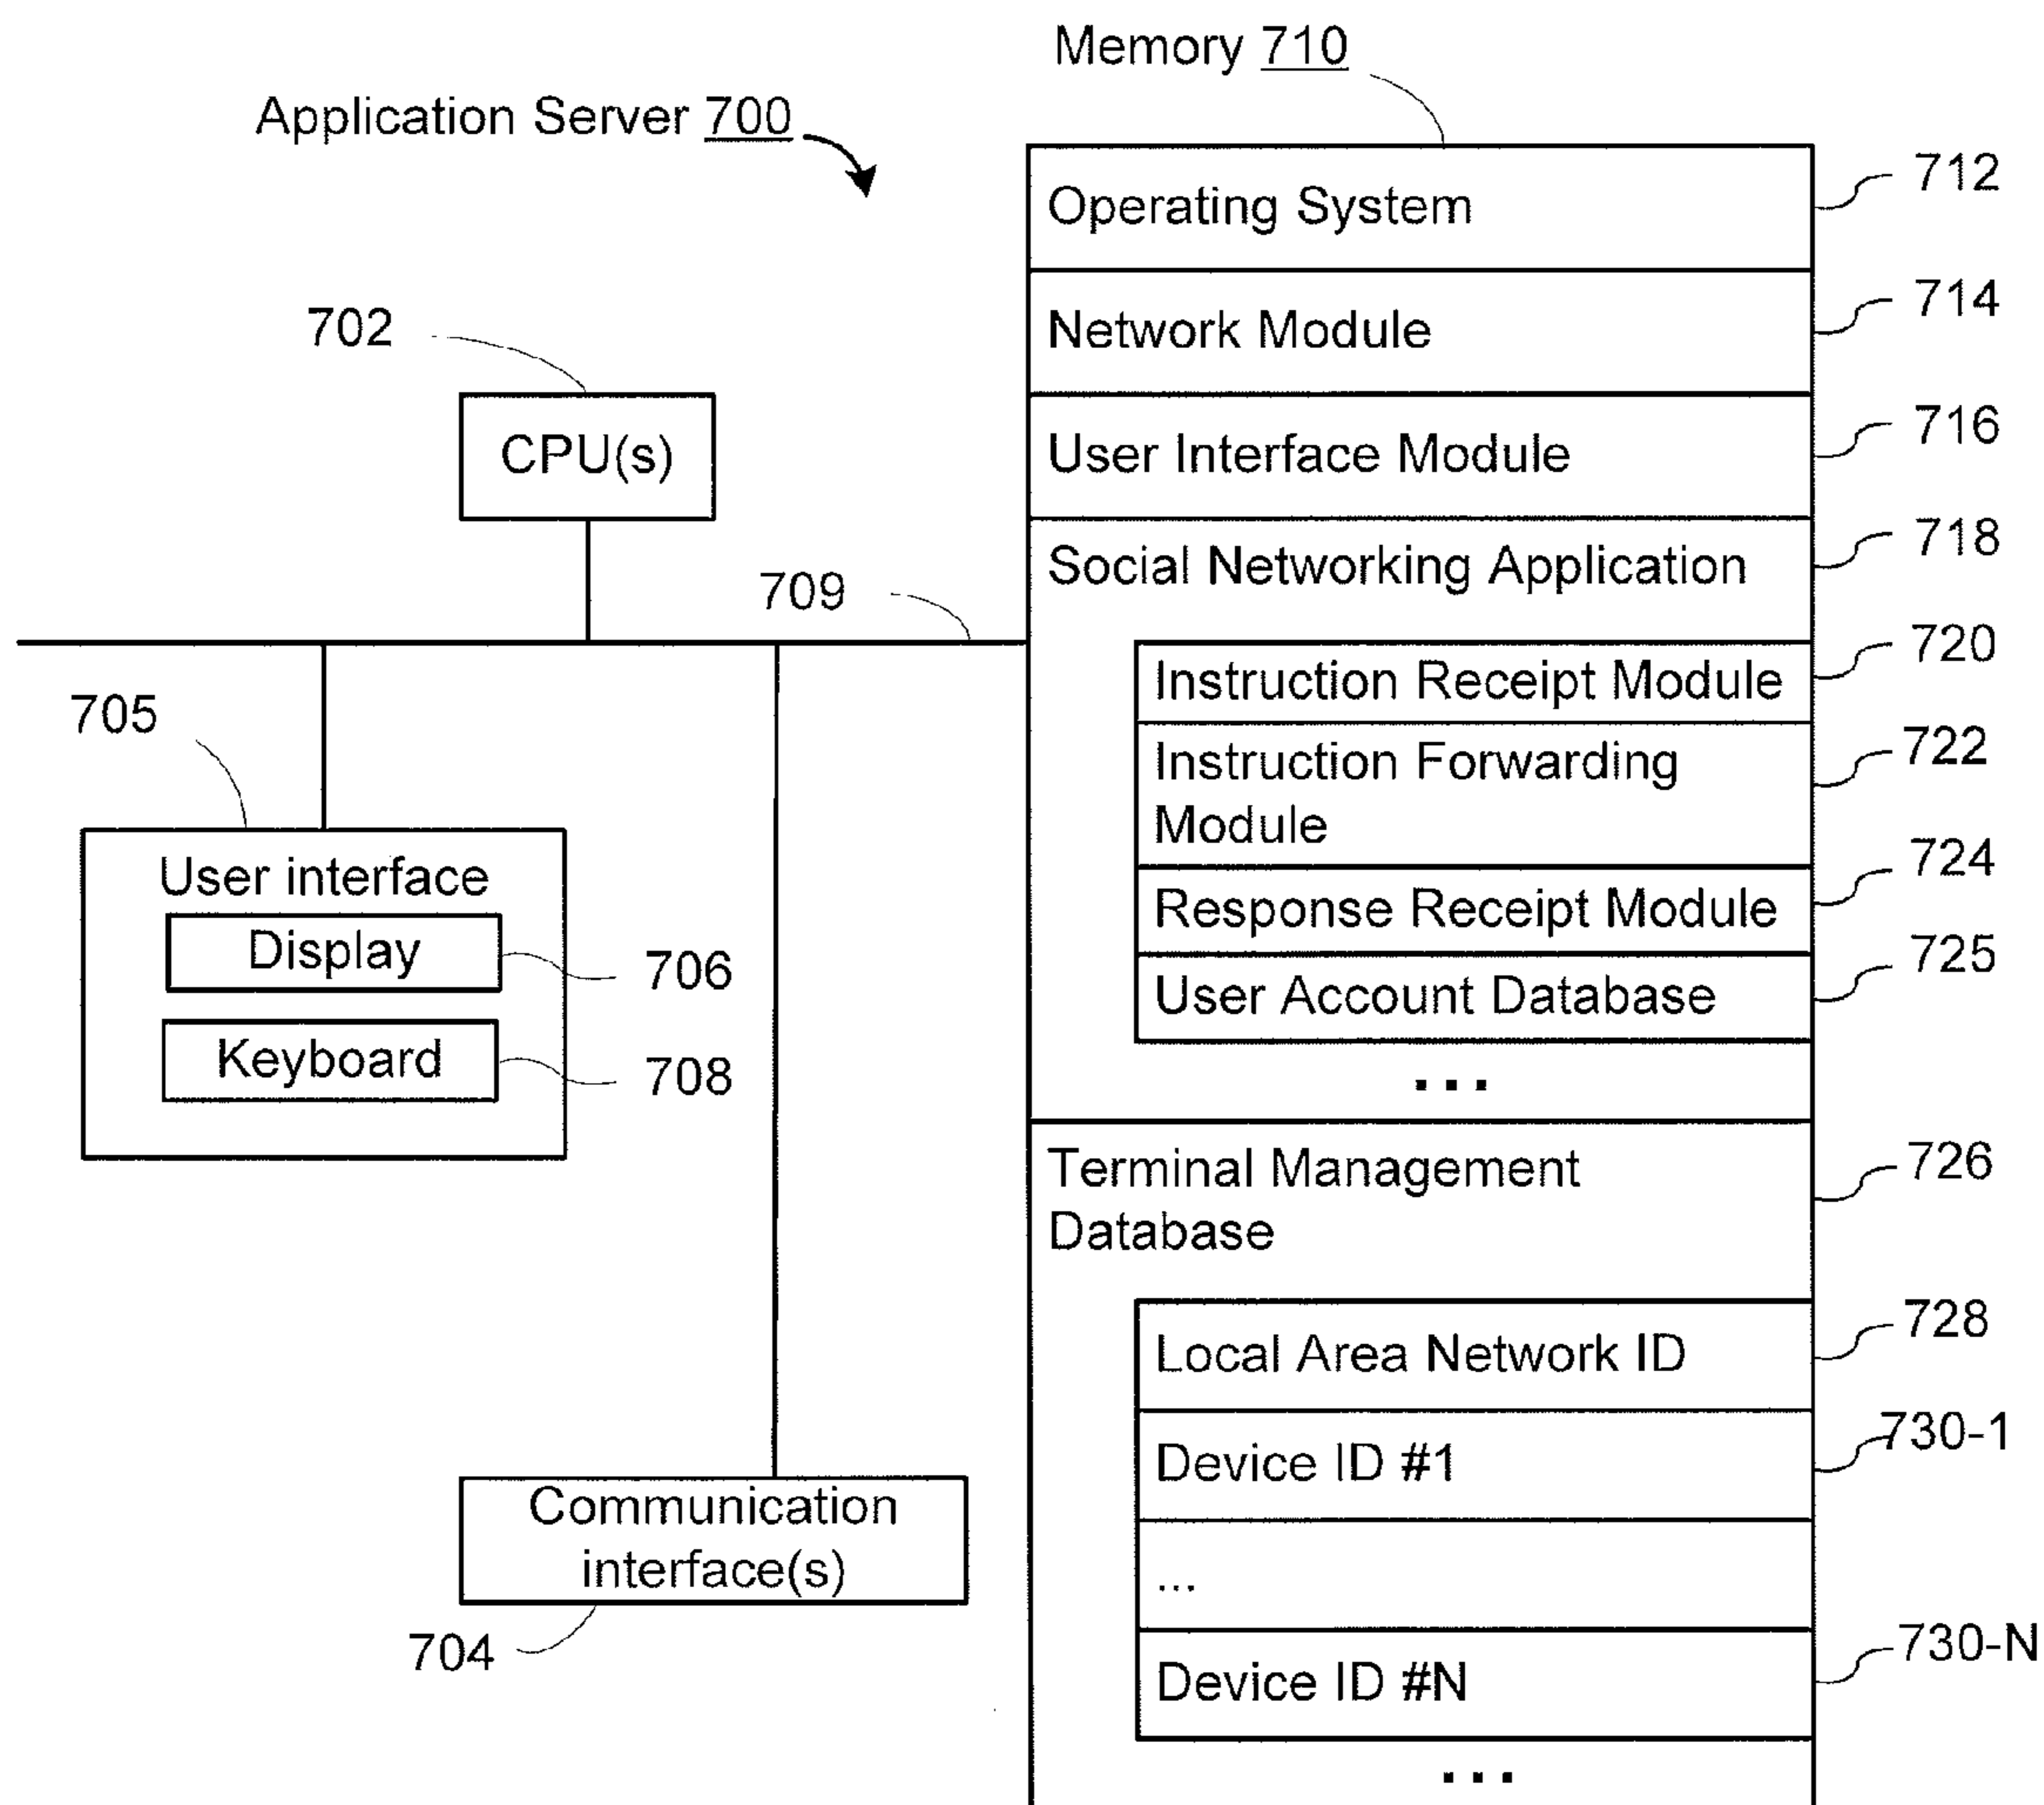 Memory 710
Application Server 700
Operating System
712
Network Module
714
702
CPU(s)
User Interface Module
716
Social Networking Application
718
709
Instruction Receipt Module
720
705
Instruction Forwarding
Module
722
User interface
Display
706
Keyboard
708
Response Receipt Module
724
User Account Database
725
...
Terminal Management
Database
726
Local Area Network ID
728
Device ID #1
730-1
...
Communication
interface(s)
704
Device ID #N
730-N
...